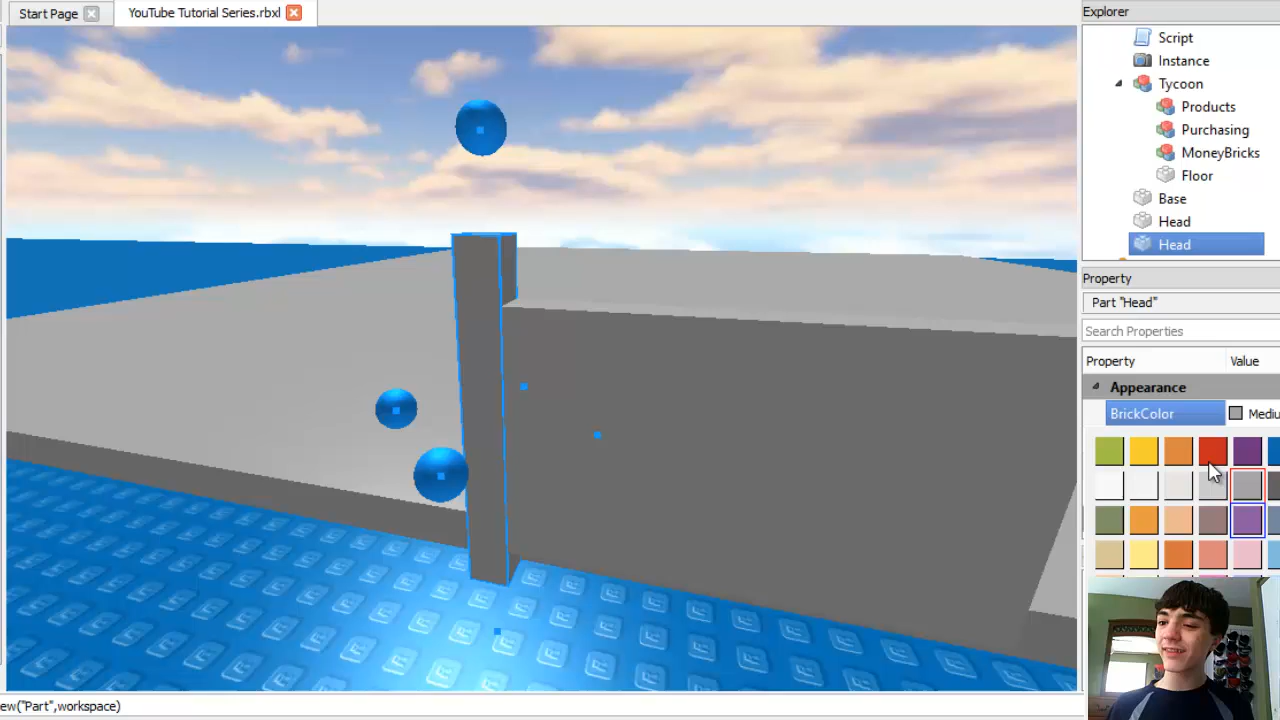 Start Page
YouTube Tutorial Series.rbxl
Explorer
Script
Instance
Tycoon
Products
Purchasing
MoneyBricks
Floor
Base
Head
Head
Property
Part "Head"
Search Properties
Property Value
Appearance
BrickColor Mediu
ew("Part",workspace)